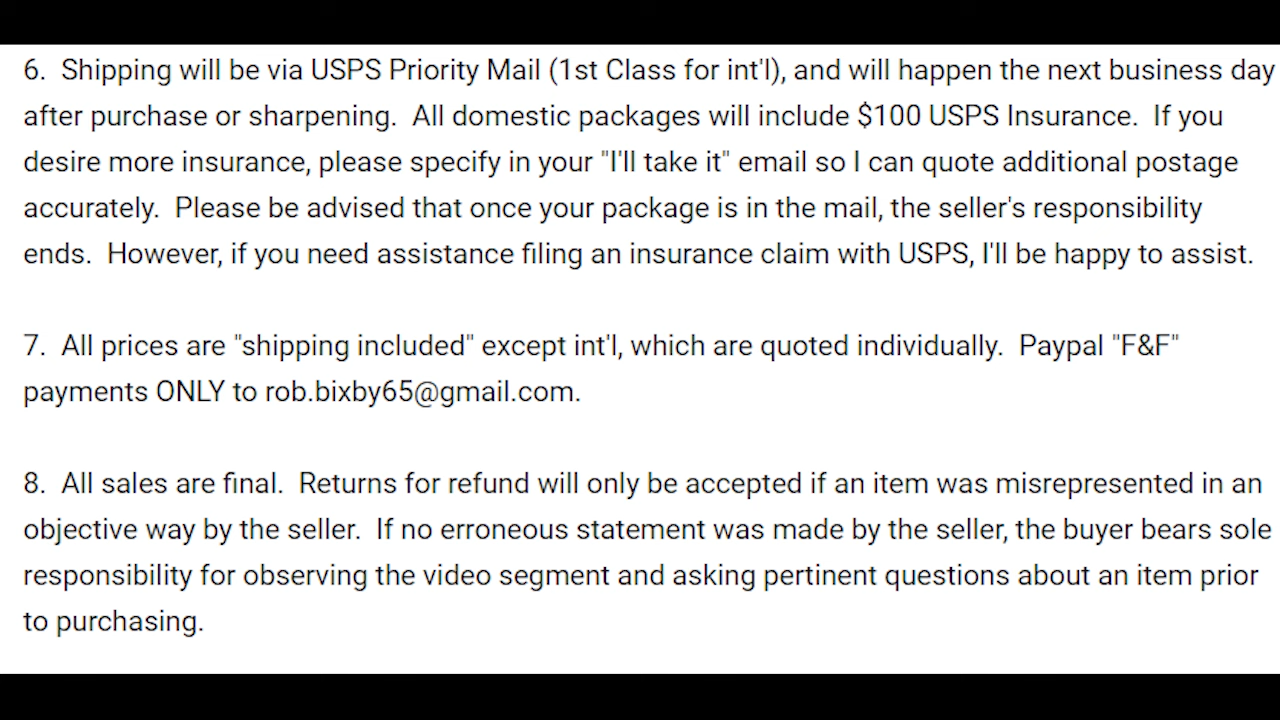 6.  Shipping will be via USPS Priority Mail (1st Class for int'l), and will happen the next business day
after purchase or sharpening.  All domestic packages will include $100 USPS Insurance.  If you
desire more insurance, please specify in your "I'll take it" email so I can quote additional postage
accurately.  Please be advised that once your package is in the mail, the seller's responsibility
ends.  However, if you need assistance filing an insurance claim with USPS, I'll be happy to assist.
7.  All prices are "shipping included" except int'l, which are quoted individually.  Paypal "F&F"
payments ONLY to rob.bixby65@gmail.com.
8.  All sales are final.  Returns for refund will only be accepted if an item was misrepresented in an
objective way by the seller.  If no erroneous statement was made by the seller, the buyer bears sole
responsibility for observing the video segment and asking pertinent questions about an item prior
to purchasing.